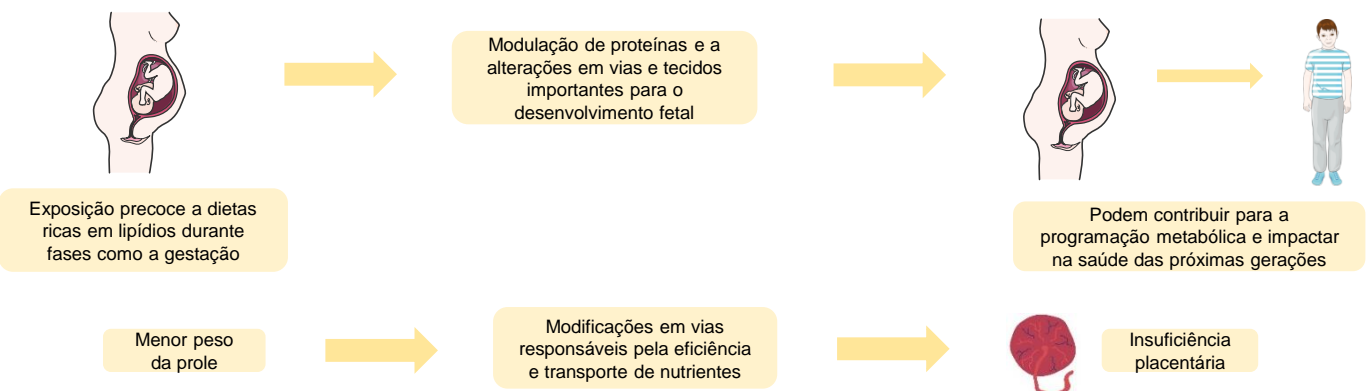 Modulação de proteínas e a
alterações em vias e tecidos
importantes para o
desenvolvimento fetal
Exposição precoce a dietas
ricas em lipídios durante
fases como a gestação
Podem contribuir para a
programação metabólica e impactar
na saúde das próximas gerações
Menor peso
da prole
Modificações em vias
responsáveis pela eficiência
e transporte de nutrientes
Insuficiência
placentária